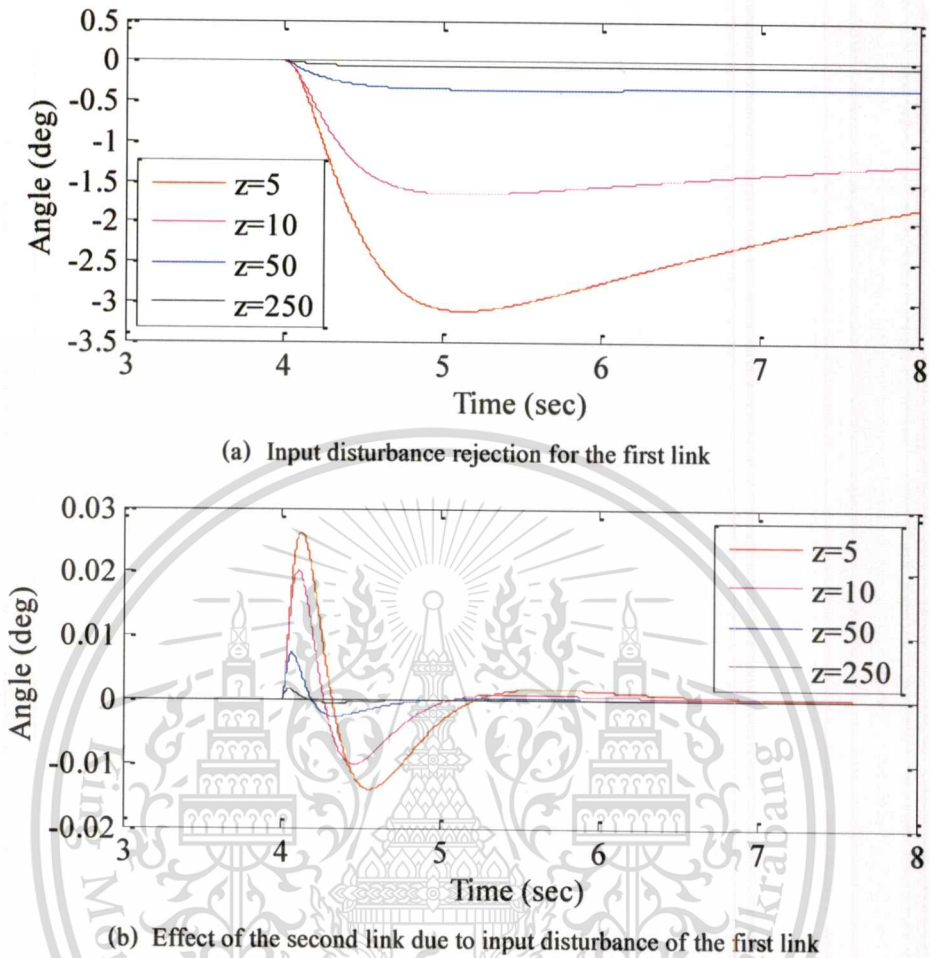 0.5
0
-0.5
-1
-1.5
-2
-2.5
-3
-3.5
Angle (deg)
z=5
z=10
z=50
z=250
3 4 5 6 7 8
Time (sec)
(a) Input disturbance rejection for the first link
0.03
0.02
0.01
0
-0.01
-0.02
Angle (deg)
z=5
z=10
z=50
z=250
3 4 5 6 7 8
Time (sec)
(b) Effect of the second link due to input disturbance of the first link